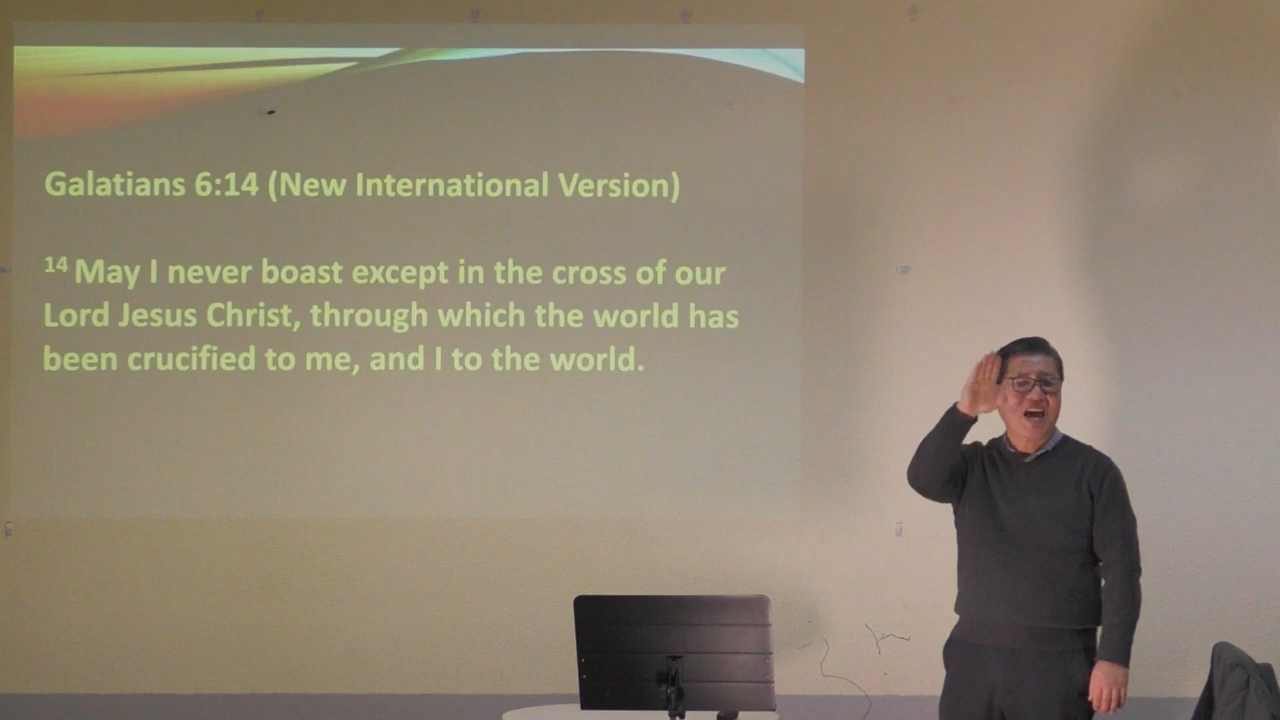 Galatians 6:14 (New International Version)
14 May I never boast except in the cross of our
Lord Jesus Christ, through which the world has
been crucified to me, and I to the world.